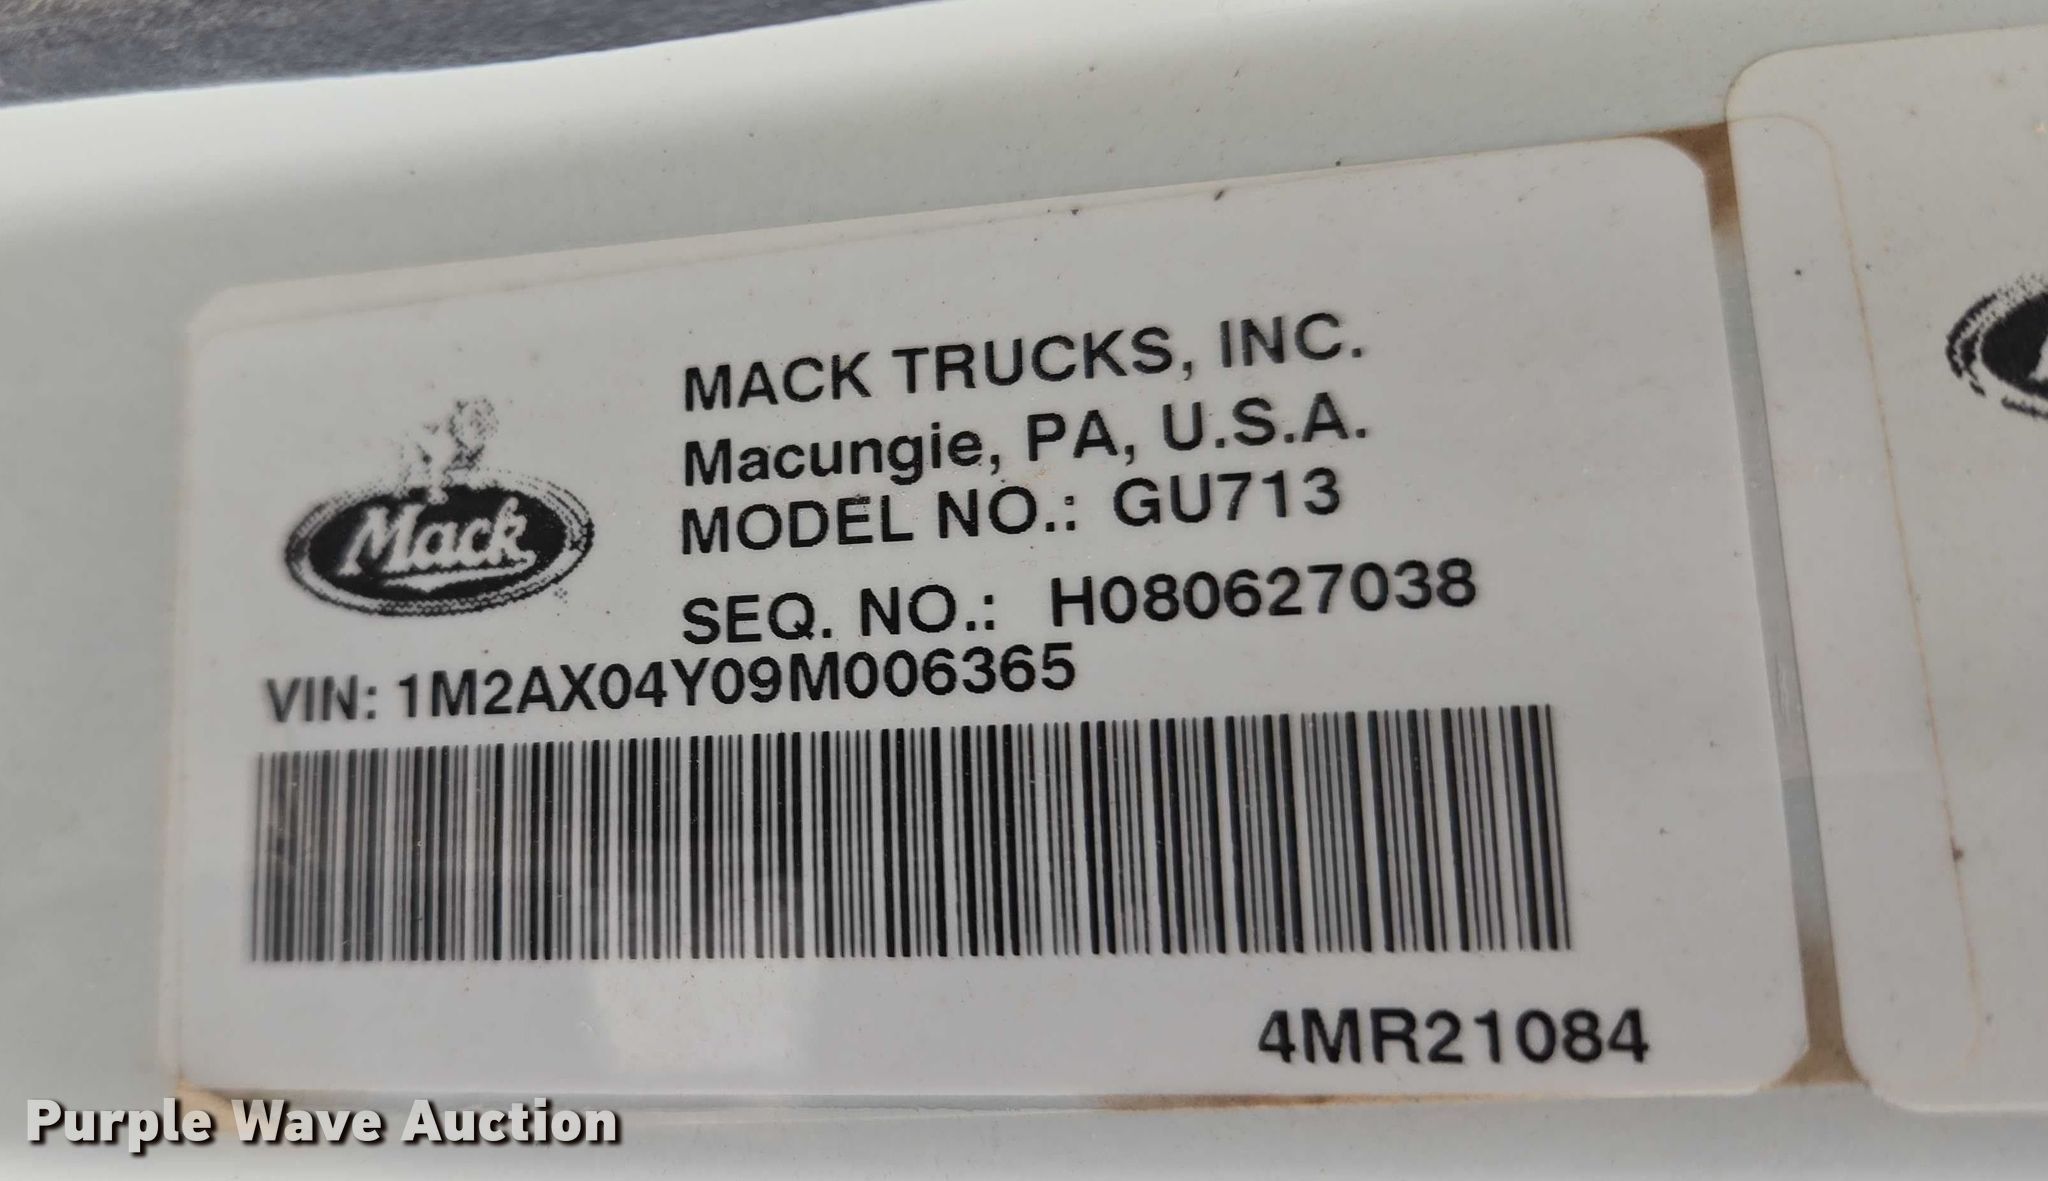 MACK TRUCKS, INC.
Macungie, PA, U.S.A.
MODEL NO.: GU713
Mack
SEQ. NO.: H080627038
VIN: 1M2AX04Y09M006365
4MR21084
Purple Wave Auction